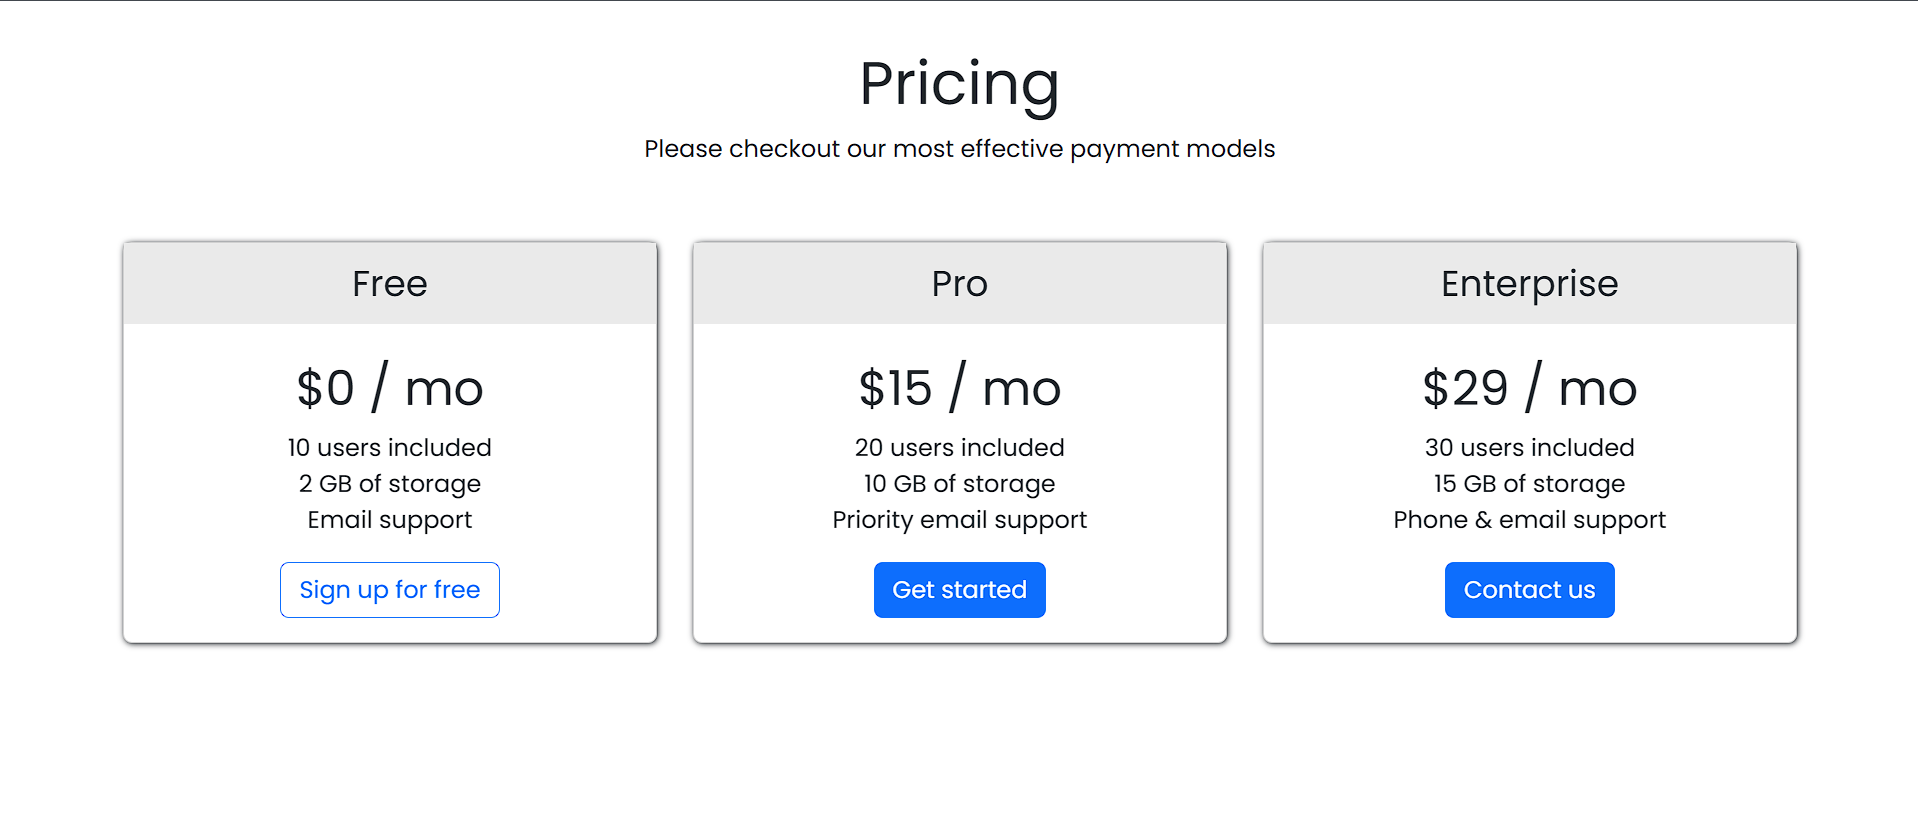 Pricing
Please checkout our most effective payment models
Free
$0 / mo
10 users included
2 GB of storage
Email support
Sign up for free
Pro
$15 / mo
20 users included
10 GB of storage
Priority email support
Get started
Enterprise
$29 / mo
30 users included
15 GB of storage
Phone & email support
Contact us